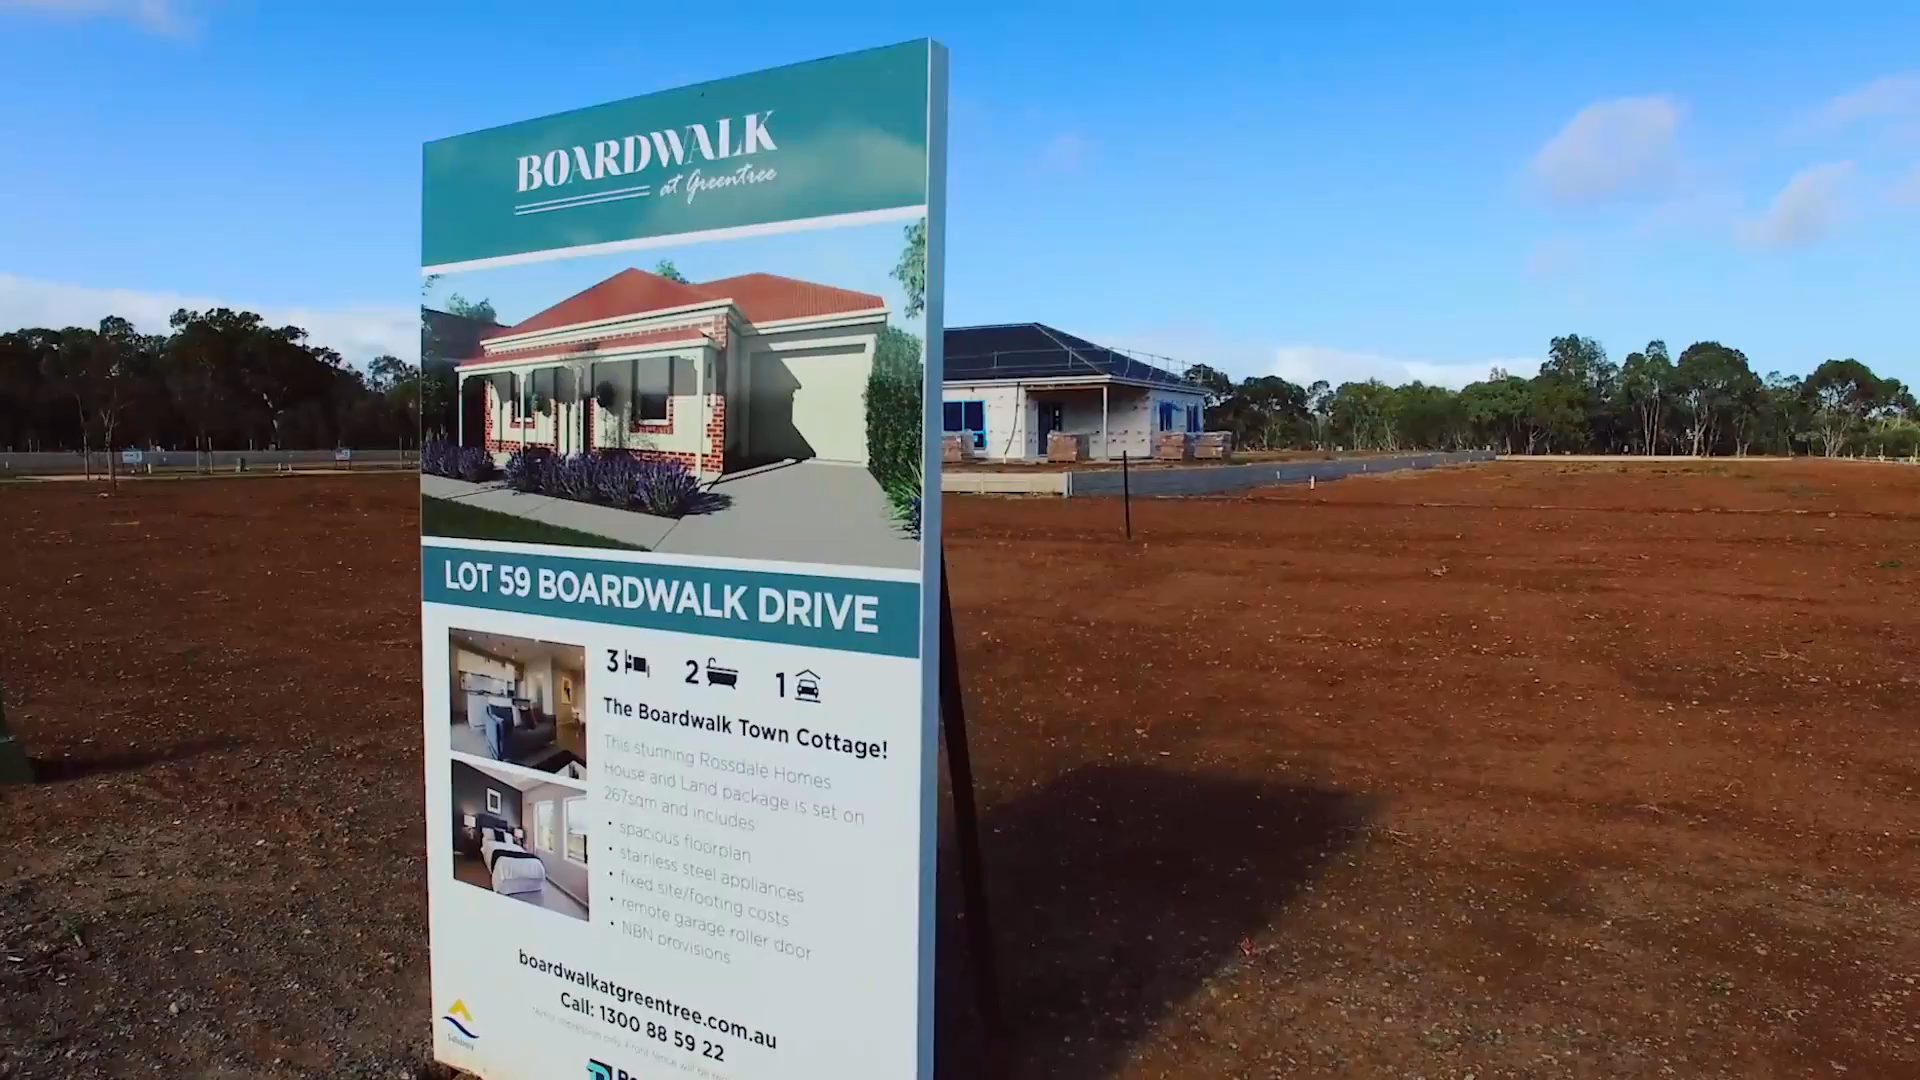 BOARDWALK
at Greentree
LOT 59 BOARDWALK DRIVE
3 2 1
The Boardwalk Town Cottage!
This stunning Rossdale Homes
House and Land package is set on
267sqm and includes
• spacious floorplan
• stainless steel appliances
• fixed site/footing costs
• remote garage roller door
• NBN provisions
boardwalkatgreentree.com.au
Call: 1300 88 59 22
Salisbury